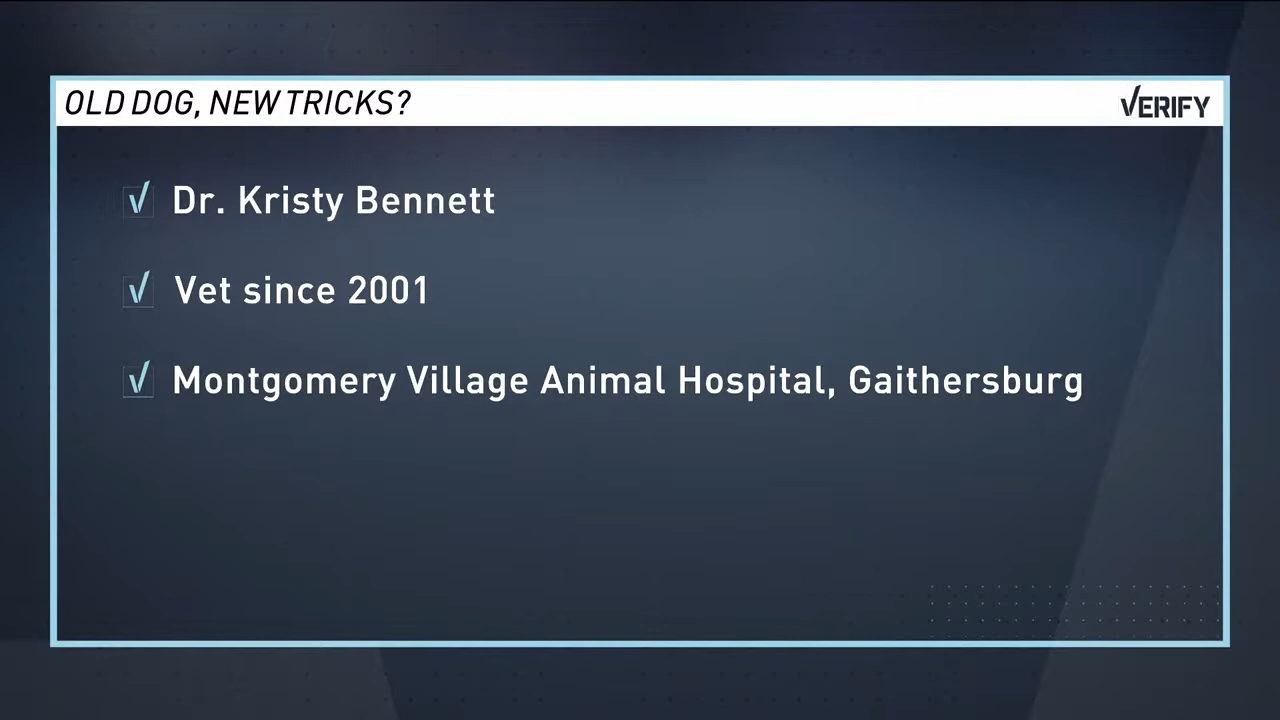 OLD DOG, NEW TRICKS?
VERIFY
Dr. Kristy Bennett
Vet since 2001
Montgomery Village Animal Hospital, Gaithersburg